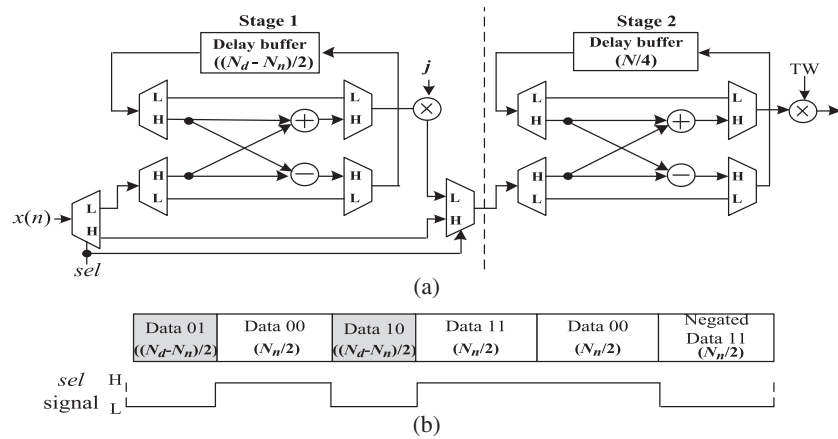 Stage 1
Delay buffer
((Nd - Nn)/2)
j
L
L
H
H
+
×
H
H
−
L
L
x(n)
L
H
L
H
sel
Stage 2
Delay buffer
(N/4)
TW
L
L
H
H
+
×
H
H
−
L
L
(a)
Data 01
((Nd-Nn)/2)
Data 00
(Nn/2)
Data 10
((Nd-Nn)/2)
Data 11
(Nn/2)
Data 00
(Nn/2)
Negated
Data 11
(Nn/2)
sel
signal
H
L
(b)